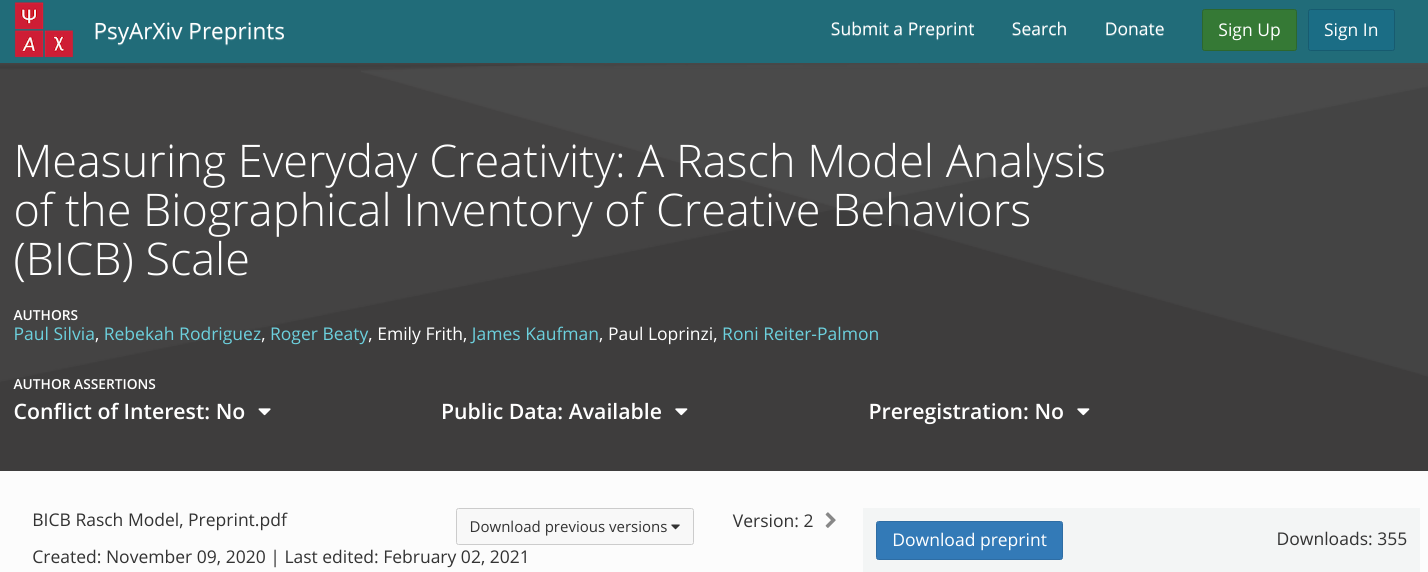 Ψ
A χ
PsyArXiv Preprints
Submit a Preprint Search Donate Sign Up Sign In
Measuring Everyday Creativity: A Rasch Model Analysis
of the Biographical Inventory of Creative Behaviors
(BICB) Scale
AUTHORS
Paul Silvia, Rebekah Rodriguez, Roger Beaty, Emily Frith, James Kaufman, Paul Loprinzi, Roni Reiter-Palmon
AUTHOR ASSERTIONS
Conflict of Interest: No Public Data: Available Preregistration: No
BICB Rasch Model, Preprint.pdf
Download previous versions
Version: 2
Download preprint
Downloads: 355
Created: November 09, 2020 | Last edited: February 02, 2021